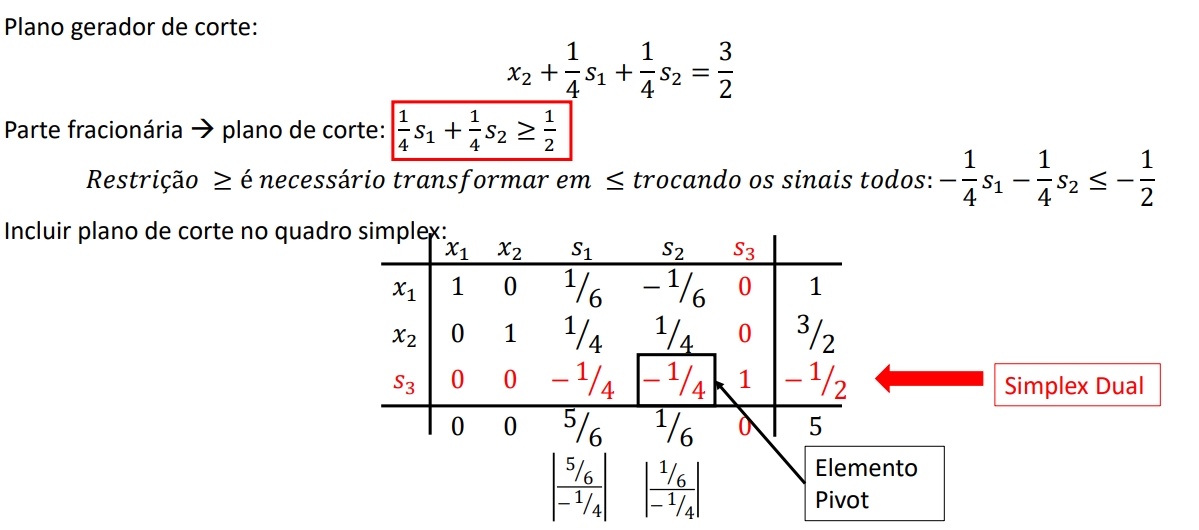 Plano gerador de corte:
x₂ + 1/4 s₁ + 1/4 s₂ = 3/2
Parte fracionária → plano de corte: 1/4 s₁ + 1/4 s₂ ≥ 1/2
Restrição ≥ é necessário transformar em ≤ trocando os sinais todos: −1/4 s₁ − 1/4 s₂ ≤ −1/2
Incluir plano de corte no quadro simplex:
x₁ x₂ s₁ s₂ s₃
x₁ 1 0 1/6 −1/6 0 1
x₂ 0 1 1/4 1/4 0 3/2
s₃ 0 0 −1/4 −1/4 1 −1/2
Simplex Dual
0 0 5/6 1/6 0 5
|5/6 / −1/4| |1/6 / −1/4|
Elemento
Pivot